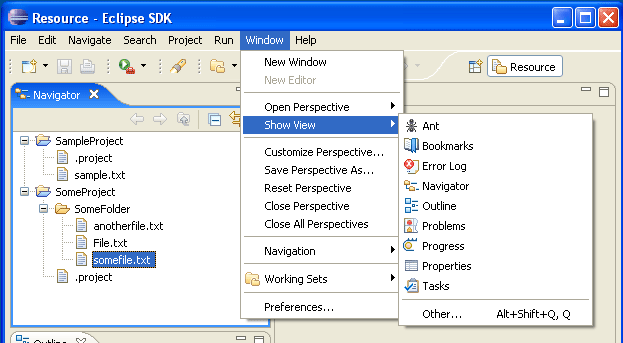 Resource - Eclipse SDK
File Edit Navigate Search Project Run Window Help
Resource
Navigator
SampleProject
.project
sample.txt
SomeProject
SomeFolder
anotherfile.txt
File.txt
somefile.txt
.project
Outline
New Window
New Editor
Open Perspective
Show View
Customize Perspective...
Save Perspective As...
Reset Perspective
Close Perspective
Close All Perspectives
Navigation
Working Sets
Preferences...
Ant
Bookmarks
Error Log
Navigator
Outline
Problems
Progress
Properties
Tasks
Other... Alt+Shift+Q, Q